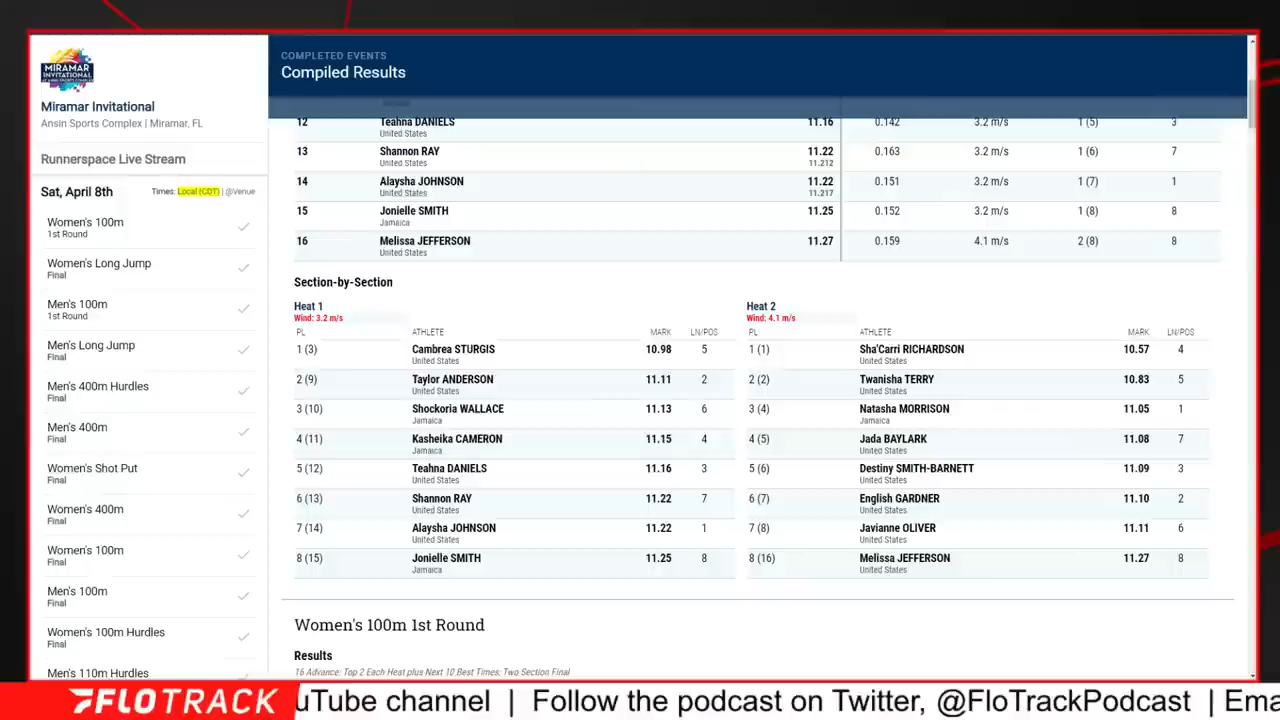 MIRAMAR
INVITATIONAL
Miramar Invitational
Ansin Sports Complex | Miramar, FL
Runnerspace Live Stream
Sat, April 8th
Times: Local (CDT) | @Venue
Women's 100m
1st Round
Women's Long Jump
Final
Men's 100m
1st Round
Men's Long Jump
Final
Men's 400m Hurdles
Final
Men's 400m
Final
Women's Shot Put
Final
Women's 400m
Final
Women's 100m
Final
Men's 100m
Final
Women's 100m Hurdles
Final
Men's 110m Hurdles
COMPLETED EVENTS
Compiled Results
12 Teahna DANIELS 11.16 0.142 3.2 m/s 1 (5) 3
United States
13 Shannon RAY 11.22 0.163 3.2 m/s 1 (6) 7
United States 11.212
14 Alaysha JOHNSON 11.22 0.151 3.2 m/s 1 (7) 1
United States 11.217
15 Jonielle SMITH 11.25 0.152 3.2 m/s 1 (8) 8
Jamaica
16 Melissa JEFFERSON 11.27 0.159 4.1 m/s 2 (8) 8
United States
Section-by-Section
Heat 1
Wind: 3.2 m/s
PL ATHLETE MARK LN/POS
1 (3) Cambrea STURGIS 10.98 5
United States
2 (9) Taylor ANDERSON 11.11 2
United States
3 (10) Shockoria WALLACE 11.13 6
Jamaica
4 (11) Kasheika CAMERON 11.15 4
Jamaica
5 (12) Teahna DANIELS 11.16 3
United States
6 (13) Shannon RAY 11.22 7
United States
7 (14) Alaysha JOHNSON 11.22 1
United States
8 (15) Jonielle SMITH 11.25 8
Jamaica
Heat 2
Wind: 4.1 m/s
PL ATHLETE MARK LN/POS
1 (1) Sha'Carri RICHARDSON 10.57 4
United States
2 (2) Twanisha TERRY 10.83 5
United States
3 (4) Natasha MORRISON 11.05 1
Jamaica
4 (5) Jada BAYLARK 11.08 7
United States
5 (6) Destiny SMITH-BARNETT 11.09 3
United States
6 (7) English GARDNER 11.10 2
United States
7 (8) Javianne OLIVER 11.11 6
United States
8 (16) Melissa JEFFERSON 11.27 8
United States
Women's 100m 1st Round
Results
16 Advance: Top 2 Each Heat plus Next 10 Best Times; Two Section Final
FLOTRACK
uTube channel | Follow the podcast on Twitter, @FloTrackPodcast | Ema